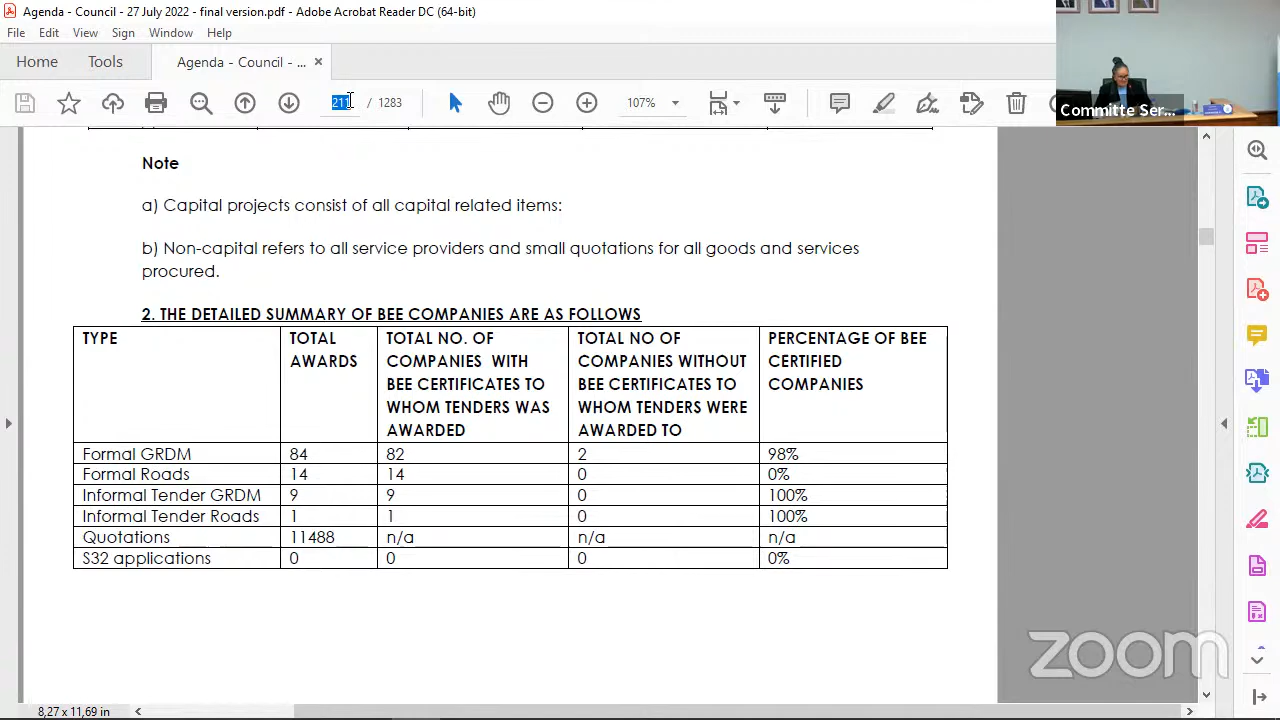 Agenda - Council - 27 July 2022 - final version.pdf - Adobe Acrobat Reader DC (64-bit)
File Edit View Sign Window Help
Home Tools Agenda - Council - ... ×
211 / 1283 107%
Committe Ser...
Note
a) Capital projects consist of all capital related items:
b) Non-capital refers to all service providers and small quotations for all goods and services
procured.
2. THE DETAILED SUMMARY OF BEE COMPANIES ARE AS FOLLOWS
TYPE TOTAL TOTAL NO. OF TOTAL NO OF PERCENTAGE OF BEE
AWARDS COMPANIES WITH COMPANIES WITHOUT CERTIFIED
BEE CERTIFICATES TO BEE CERTIFICATES TO COMPANIES
WHOM TENDERS WAS WHOM TENDERS WERE
AWARDED AWARDED TO
Formal GRDM 84 82 2 98%
Formal Roads 14 14 0 0%
Informal Tender GRDM 9 9 0 100%
Informal Tender Roads 1 1 0 100%
Quotations 11488 n/a n/a n/a
S32 applications 0 0 0 0%
zoom
8,27 x 11,69 in